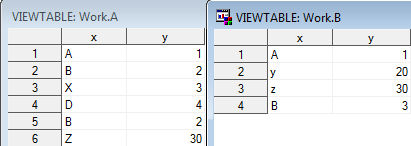 VIEWTABLE: Work.A
x y
1 A 1
2 B 2
3 X 3
4 D 4
5 B 2
6 Z 30
VIEWTABLE: Work.B
x y
1 A 1
2 y 20
3 z 30
4 B 3